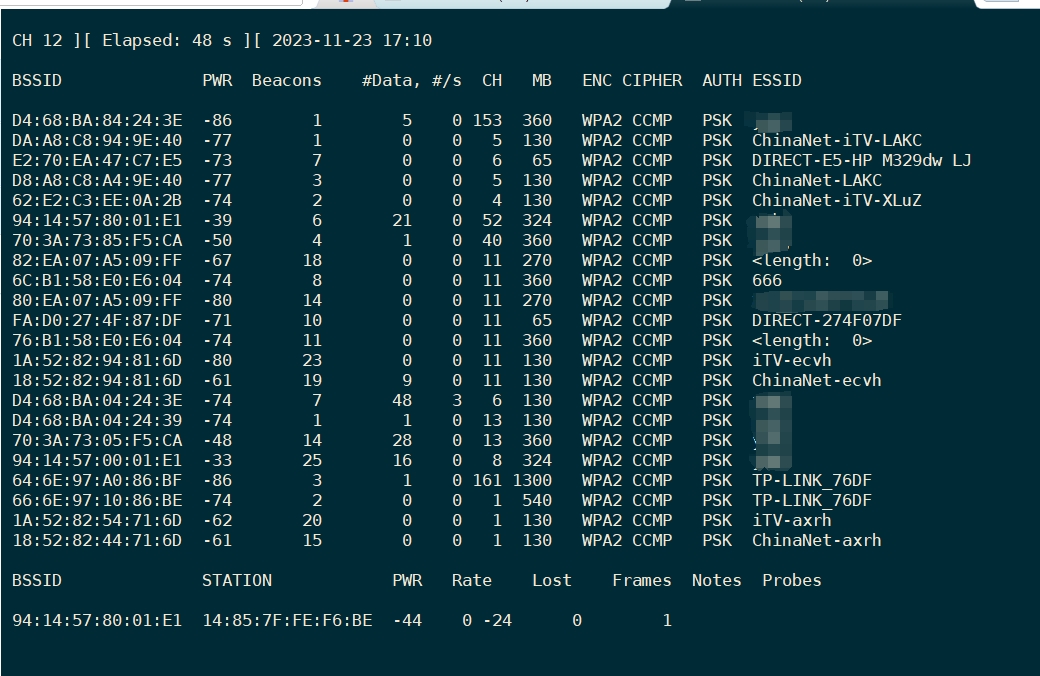 CH 12 ][ Elapsed: 48 s ][ 2023-11-23 17:10
BSSID PWR Beacons #Data, #/s CH MB ENC CIPHER AUTH ESSID
D4:68:BA:84:24:3E -86 1 5 0 153 360 WPA2 CCMP PSK
DA:A8:C8:94:9E:40 -77 1 0 0 5 130 WPA2 CCMP PSK ChinaNet-iTV-LAKC
E2:70:EA:47:C7:E5 -73 7 0 0 6 65 WPA2 CCMP PSK DIRECT-E5-HP M329dw LJ
D8:A8:C8:A4:9E:40 -77 3 0 0 5 130 WPA2 CCMP PSK ChinaNet-LAKC
62:E2:C3:EE:0A:2B -74 2 0 0 4 130 WPA2 CCMP PSK ChinaNet-iTV-XLuZ
94:14:57:80:01:E1 -39 6 21 0 52 324 WPA2 CCMP PSK
70:3A:73:85:F5:CA -50 4 1 0 40 360 WPA2 CCMP PSK
82:EA:07:A5:09:FF -67 18 0 0 11 270 WPA2 CCMP PSK <length: 0>
6C:B1:58:E0:E6:04 -74 8 0 0 11 360 WPA2 CCMP PSK 666
80:EA:07:A5:09:FF -80 14 0 0 11 270 WPA2 CCMP PSK
FA:D0:27:4F:87:DF -71 10 0 0 11 65 WPA2 CCMP PSK DIRECT-274F07DF
76:B1:58:E0:E6:04 -74 11 0 0 11 360 WPA2 CCMP PSK <length: 0>
1A:52:82:94:81:6D -80 23 0 0 11 130 WPA2 CCMP PSK iTV-ecvh
18:52:82:94:81:6D -61 19 9 0 11 130 WPA2 CCMP PSK ChinaNet-ecvh
D4:68:BA:04:24:3E -74 7 48 3 6 130 WPA2 CCMP PSK
D4:68:BA:04:24:39 -74 1 1 0 13 130 WPA2 CCMP PSK
70:3A:73:05:F5:CA -48 14 28 0 13 360 WPA2 CCMP PSK
94:14:57:00:01:E1 -33 25 16 0 8 324 WPA2 CCMP PSK
64:6E:97:A0:86:BF -86 3 1 0 161 1300 WPA2 CCMP PSK TP-LINK_76DF
66:6E:97:10:86:BE -74 2 0 0 1 540 WPA2 CCMP PSK TP-LINK_76DF
1A:52:82:54:71:6D -62 20 0 0 1 130 WPA2 CCMP PSK iTV-axrh
18:52:82:44:71:6D -61 15 0 0 1 130 WPA2 CCMP PSK ChinaNet-axrh
BSSID STATION PWR Rate Lost Frames Notes Probes
94:14:57:80:01:E1 14:85:7F:FE:F6:BE -44 0 -24 0 1